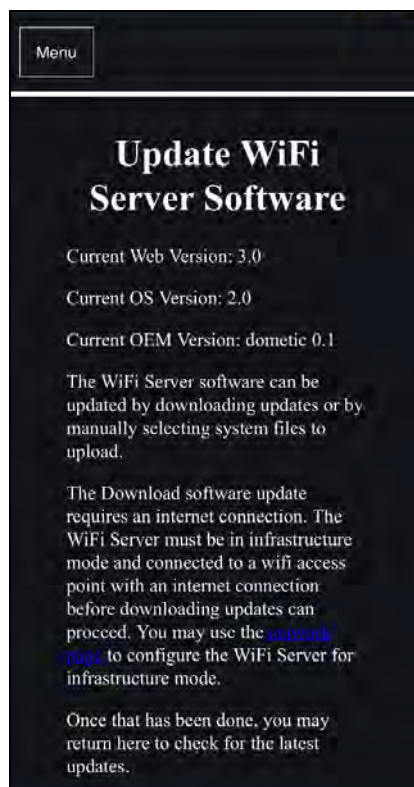 Menu
Update WiFi
Server Software
Current Web Version: 3.0
Current OS Version: 2.0
Current OEM Version: dometic 0.1
The WiFi Server software can be
updated by downloading updates or by
manually selecting system files to
upload.
The Download software update
requires an internet connection. The
WiFi Server must be in infrastructure
mode and connected to a wifi access
point with an internet connection
before downloading updates can
proceed. You may use the network
page to configure the WiFi Server for
infrastructure mode.
Once that has been done, you may
return here to check for the latest
updates.